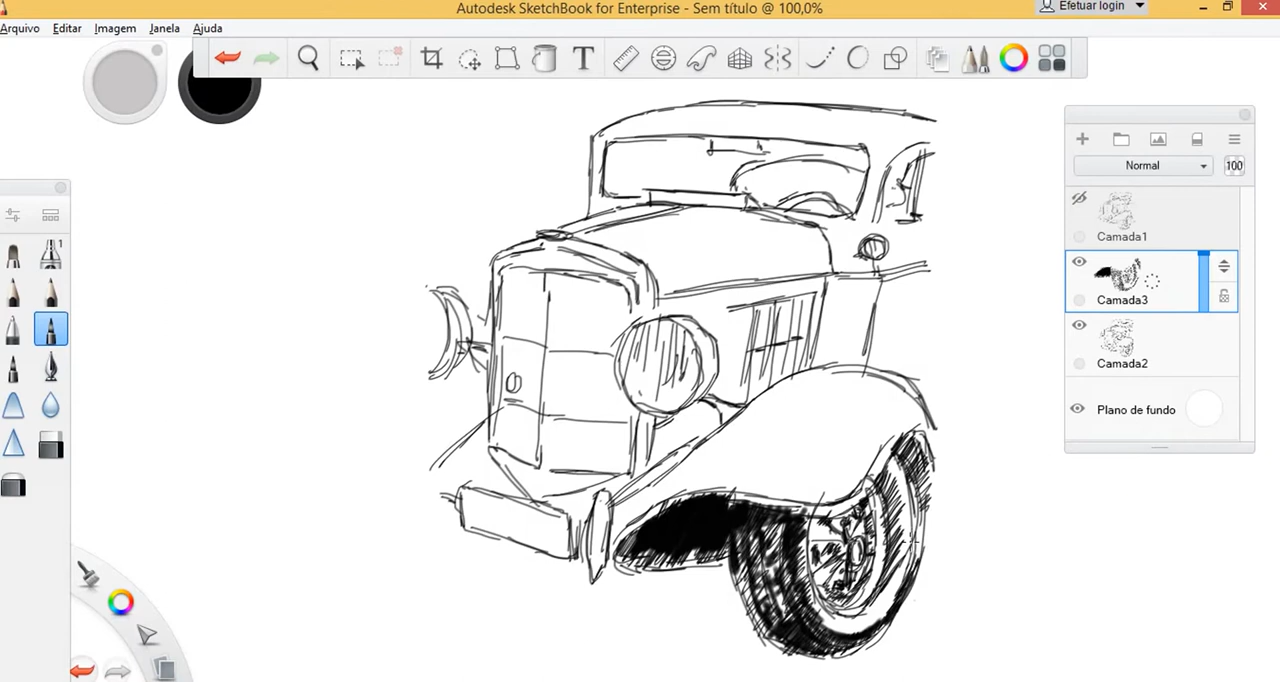 Autodesk SketchBook for Enterprise - Sem título @ 100,0%
Efetuar login
Arquivo Editar Imagem Janela Ajuda
T
Normal 100
Camada1
1
Camada3
Camada2
Plano de fundo